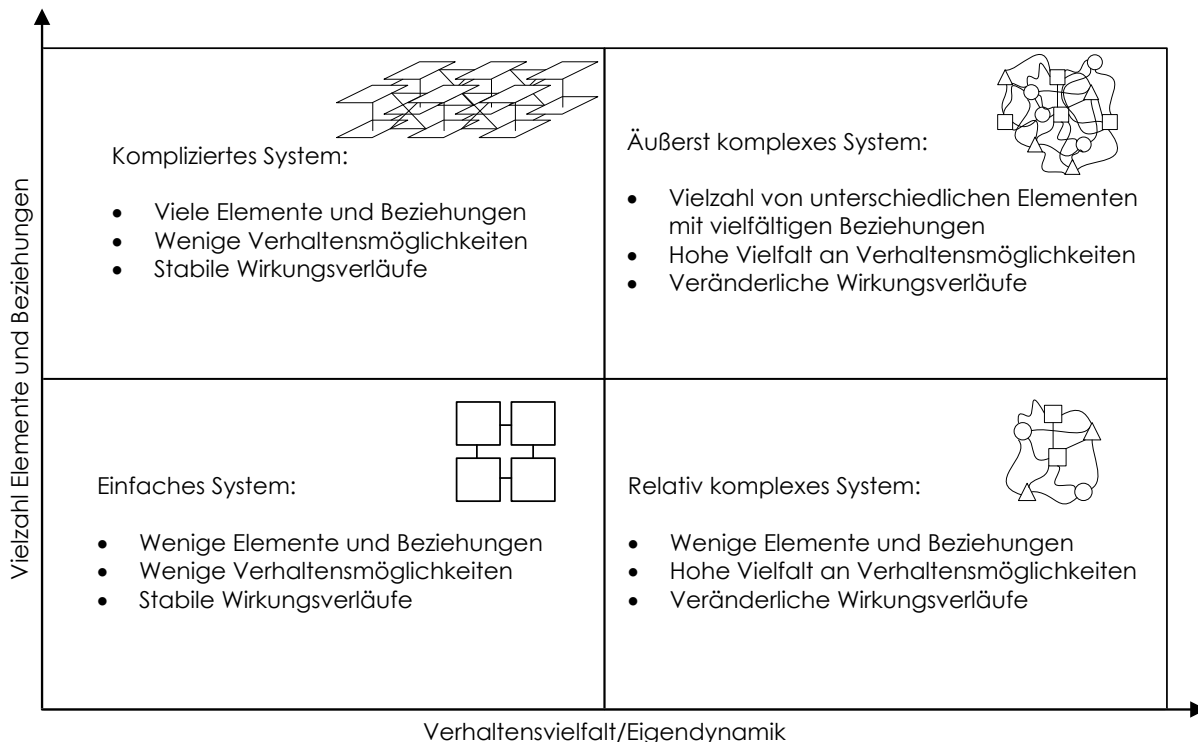 Vielzahl Elemente und Beziehungen
Kompliziertes System:
• Viele Elemente und Beziehungen
• Wenige Verhaltensmöglichkeiten
• Stabile Wirkungsverläufe
Äußerst komplexes System:
• Vielzahl von unterschiedlichen Elementen
mit vielfältigen Beziehungen
• Hohe Vielfalt an Verhaltensmöglichkeiten
• Veränderliche Wirkungsverläufe
Einfaches System:
• Wenige Elemente und Beziehungen
• Wenige Verhaltensmöglichkeiten
• Stabile Wirkungsverläufe
Relativ komplexes System:
• Wenige Elemente und Beziehungen
• Hohe Vielfalt an Verhaltensmöglichkeiten
• Veränderliche Wirkungsverläufe
Verhaltensvielfalt/Eigendynamik